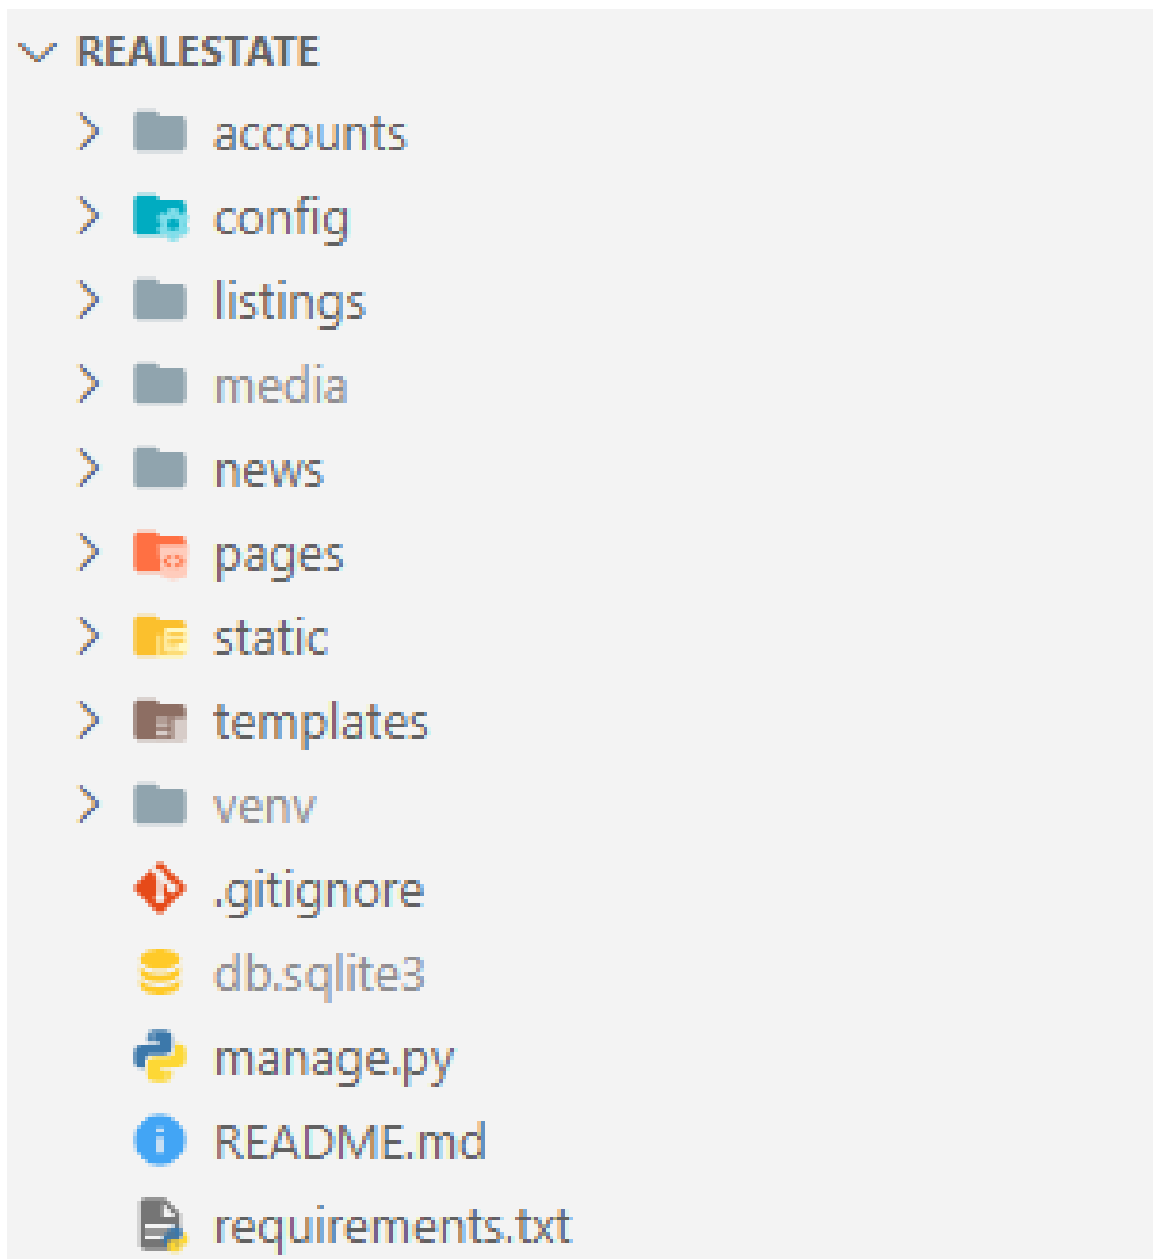 REALESTATE
accounts
config
listings
media
news
pages
static
templates
venv
.gitignore
db.sqlite3
manage.py
README.md
requirements.txt